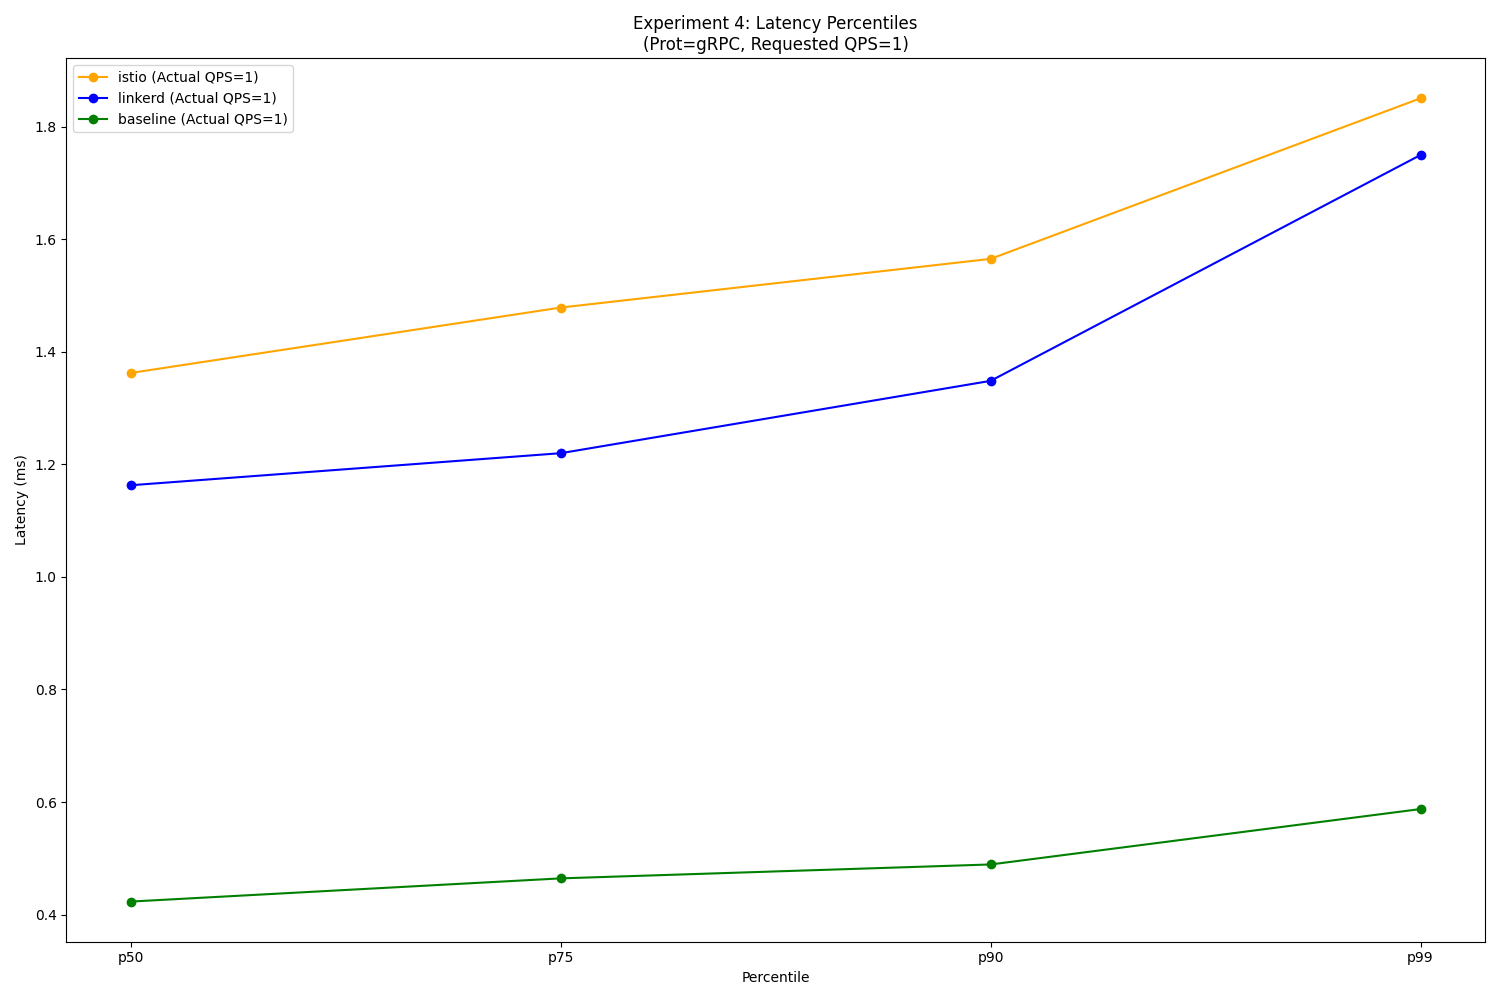 Experiment 4: Latency Percentiles
(Prot=gRPC, Requested QPS=1)
istio (Actual QPS=1)
linkerd (Actual QPS=1)
baseline (Actual QPS=1)
Latency (ms)
1.8
1.6
1.4
1.2
1.0
0.8
0.6
0.4
p50
p75
p90
p99
Percentile